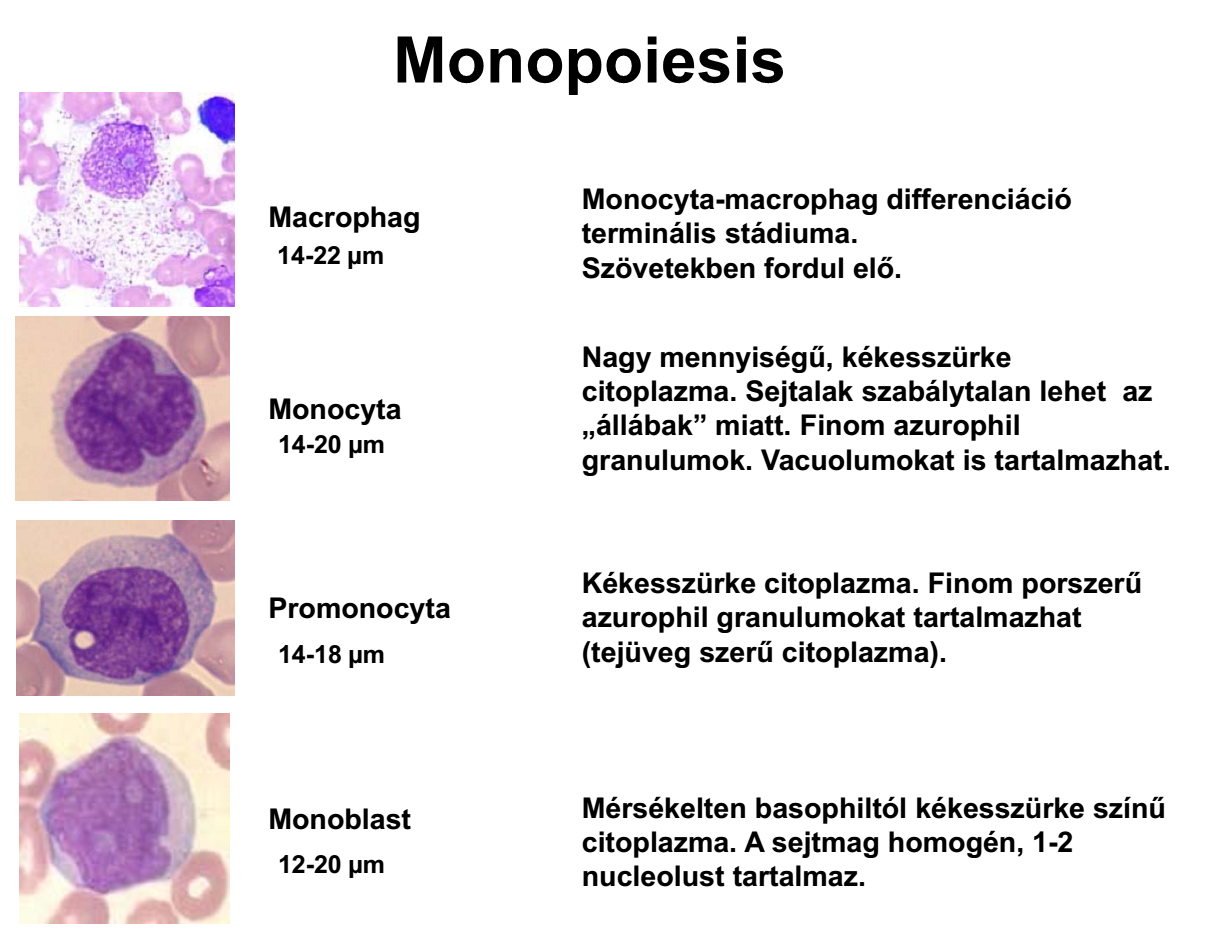 Monopoiesis
Macrophag
14-22 µm
Monocyta-macrophag differenciáció
terminális stádiuma.
Szövetekben fordul elő.
Monocyta
14-20 µm
Nagy mennyiségű, kékesszürke
citoplazma. Sejtalak szabálytalan lehet az
„állábak” miatt. Finom azurophil
granulumok. Vacuolumokat is tartalmazhat.
Promonocyta
14-18 µm
Kékesszürke citoplazma. Finom porszerű
azurophil granulumokat tartalmazhat
(tejüveg szerű citoplazma).
Monoblast
12-20 µm
Mérsékelten basophiltól kékesszürke színű
citoplazma. A sejtmag homogén, 1-2
nucleolust tartalmaz.